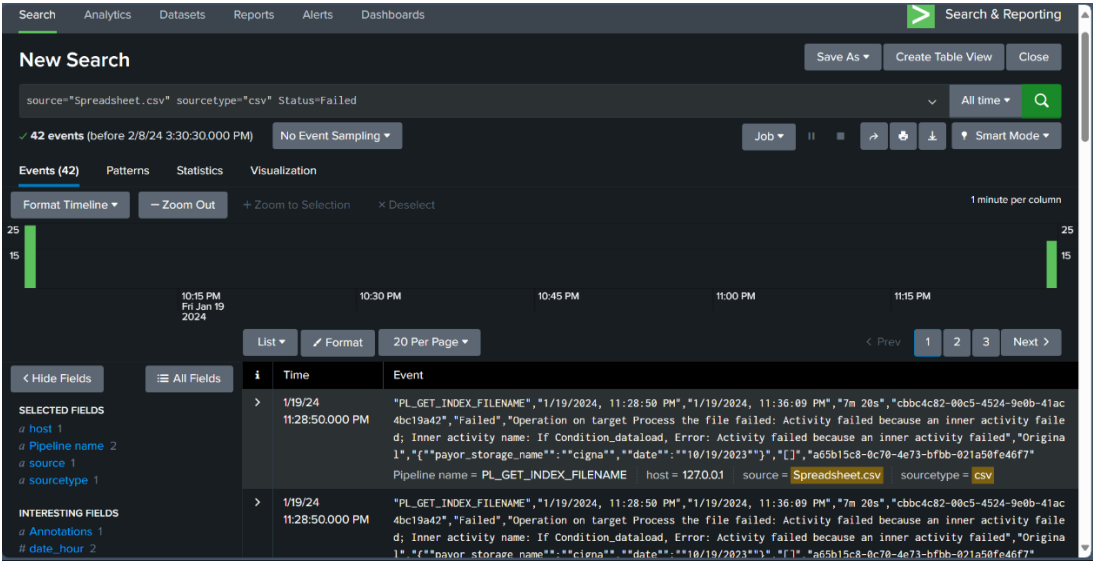 Search Analytics Datasets Reports Alerts Dashboards Search & Reporting
New Search Save As Create Table View Close
source="Spreadsheet.csv" sourcetype="csv" Status=Failed All time
42 events (before 2/8/24 3:30:30.000 PM) No Event Sampling Job Smart Mode
Events (42) Patterns Statistics Visualization
Format Timeline — Zoom Out + Zoom to Selection × Deselect 1 minute per column
25 25
15 15
10:15 PM 10:30 PM 10:45 PM 11:00 PM 11:15 PM
Fri Jan 19
2024
List Format 20 Per Page < Prev 1 2 3 Next >
< Hide Fields All Fields i Time Event
SELECTED FIELDS
a host 1
a Pipeline name 2
a source 1
a sourcetype 1
INTERESTING FIELDS
a Annotations 1
# date_hour 2
> 1/19/24
11:28:50.000 PM
"PL_GET_INDEX_FILENAME","1/19/2024, 11:28:50 PM","1/19/2024, 11:36:09 PM","7m 20s","cbbc4c82-00c5-4524-9e0b-41ac
4bc19a42","Failed","Operation on target Process the file failed: Activity failed because an inner activity faile
d; Inner activity name: If Condition_dataload, Error: Activity failed because an inner activity failed","Origina
l","{""payor_storage_name"":""cigna"",""date"":""10/19/2023""}","[]","a65b15c8-0c70-4e73-bfbb-021a50fe46f7"
Pipeline name = PL_GET_INDEX_FILENAME host = 127.0.0.1 source = Spreadsheet.csv sourcetype = csv
> 1/19/24
11:28:50.000 PM
"PL_GET_INDEX_FILENAME","1/19/2024, 11:28:50 PM","1/19/2024, 11:36:09 PM","7m 20s","cbbc4c82-00c5-4524-9e0b-41ac
4bc19a42","Failed","Operation on target Process the file failed: Activity failed because an inner activity faile
d; Inner activity name: If Condition_dataload, Error: Activity failed because an inner activity failed","Origina
l","{""payor_storage_name"":""cigna"",""date"":""10/19/2023""}","[]","a65b15c8-0c70-4e73-bfbb-021a50fe46f7"